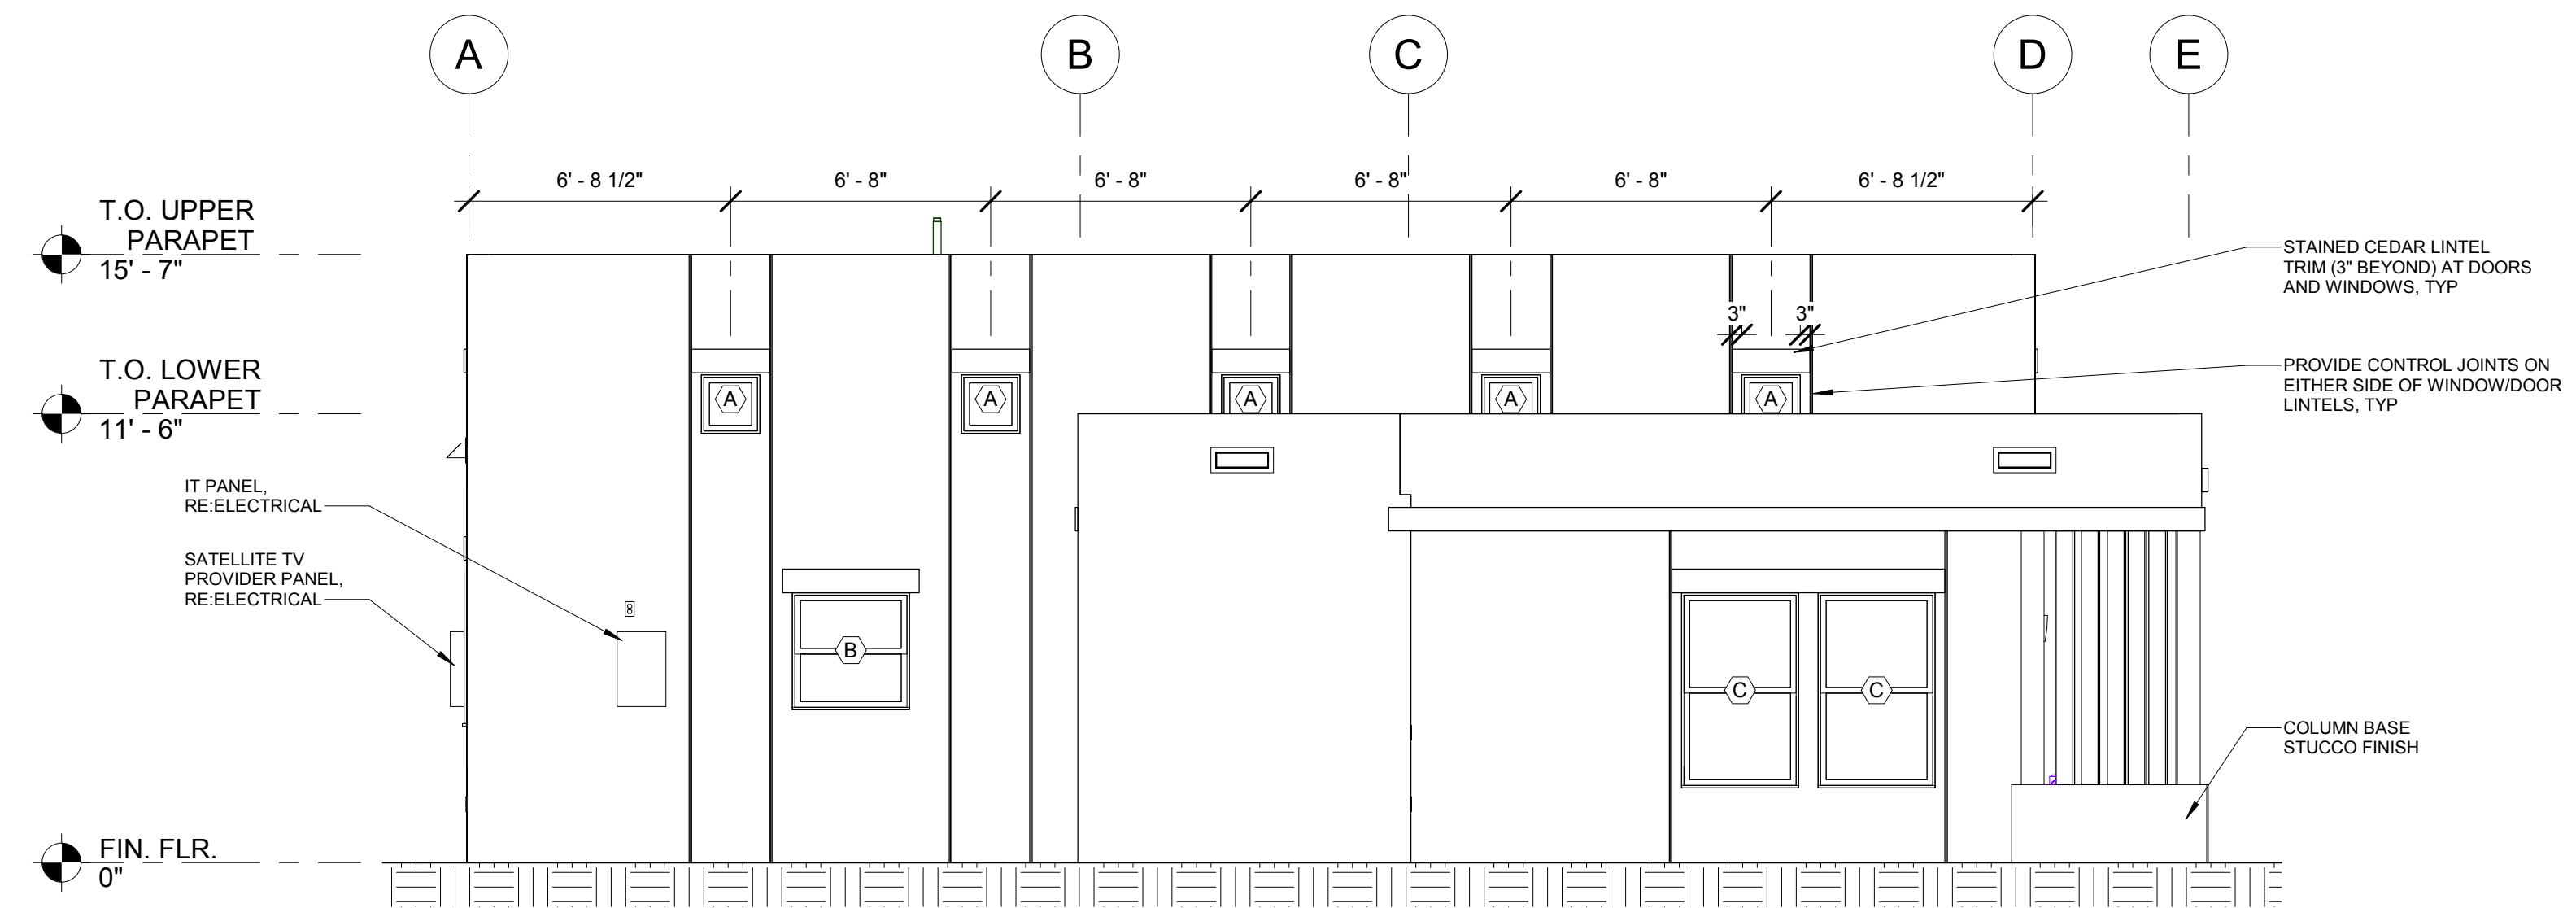 A
B
C
D
E
6' - 8 1/2"
6' - 8"
6' - 8"
6' - 8"
6' - 8"
6' - 8 1/2"
T.O. UPPER
PARAPET
15' - 7"
T.O. LOWER
PARAPET
11' - 6"
IT PANEL,
RE:ELECTRICAL
SATELLITE TV
PROVIDER PANEL,
RE:ELECTRICAL
FIN. FLR.
0"
3"
3"
A
A
A
A
A
B
C
C
STAINED CEDAR LINTEL
TRIM (3" BEYOND) AT DOORS
AND WINDOWS, TYP
PROVIDE CONTROL JOINTS ON
EITHER SIDE OF WINDOW/DOOR
LINTELS, TYP
COLUMN BASE
STUCCO FINISH